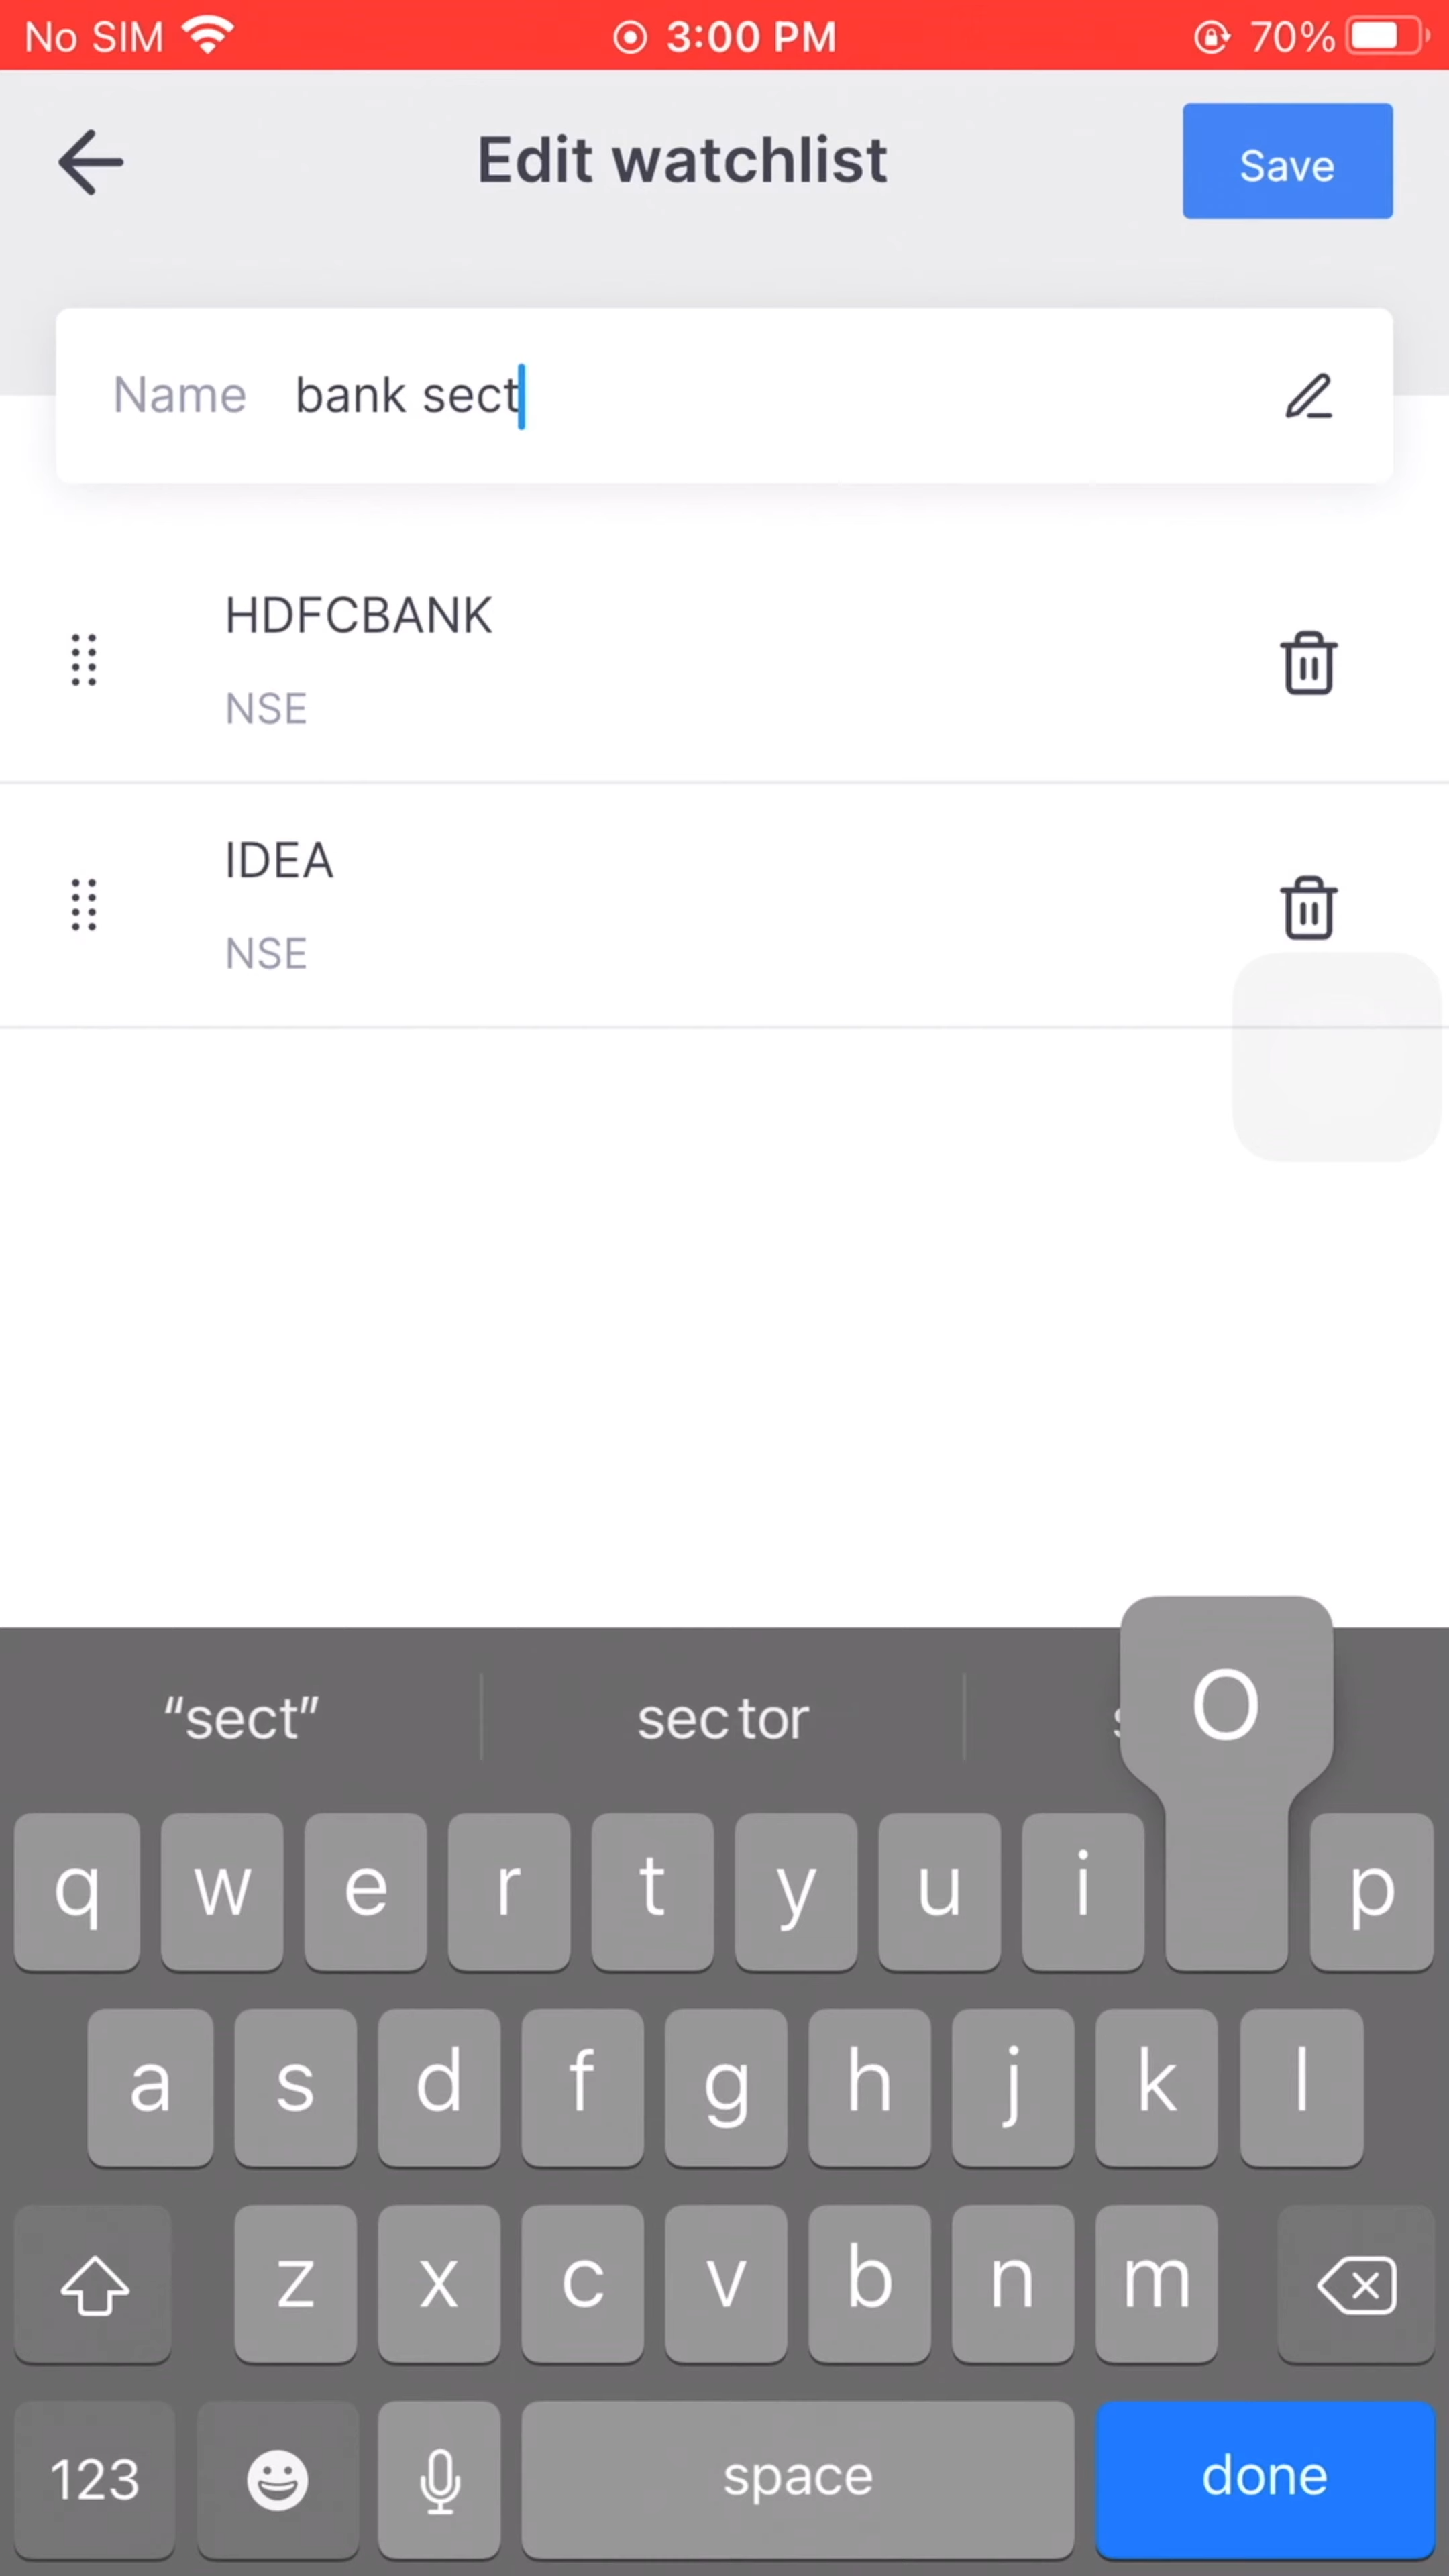 No SIM 3:00 PM 70%
Edit watchlist Save
Name bank sect
HDFCBANK
NSE
IDEA
NSE
“sect” sector
O
q w e r t y u i p
a s d f g h j k l
z x c v b n m
123 space done